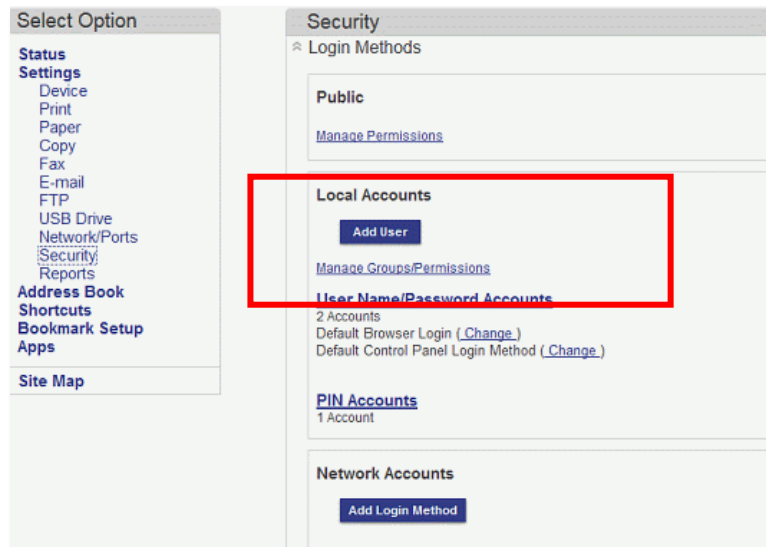 Select Option
Status
Settings
Device
Print
Paper
Copy
Fax
E-mail
FTP
USB Drive
Network/Ports
Security
Reports
Address Book
Shortcuts
Bookmark Setup
Apps
Site Map
Security
Login Methods
Public
Manage Permissions
Local Accounts
Add User
Manage Groups/Permissions
User Name/Password Accounts
2 Accounts
Default Browser Login ( Change )
Default Control Panel Login Method ( Change )
PIN Accounts
1 Account
Network Accounts
Add Login Method